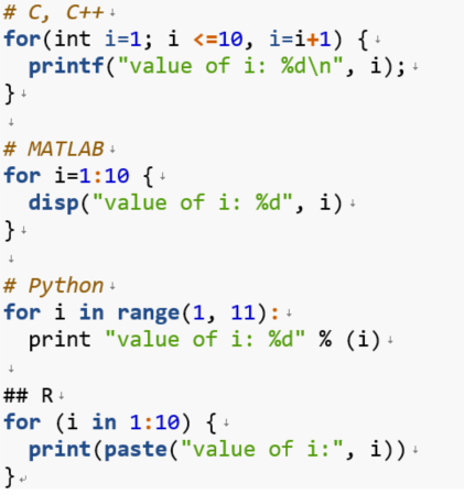 # C, C++
for(int i=1; i <=10, i=i+1) {
  printf("value of i: %d\n", i);
}

# MATLAB
for i=1:10 {
  disp("value of i: %d", i)
}

# Python
for i in range(1, 11):
  print "value of i: %d" % (i)

## R
for (i in 1:10) {
  print(paste("value of i:", i))
}